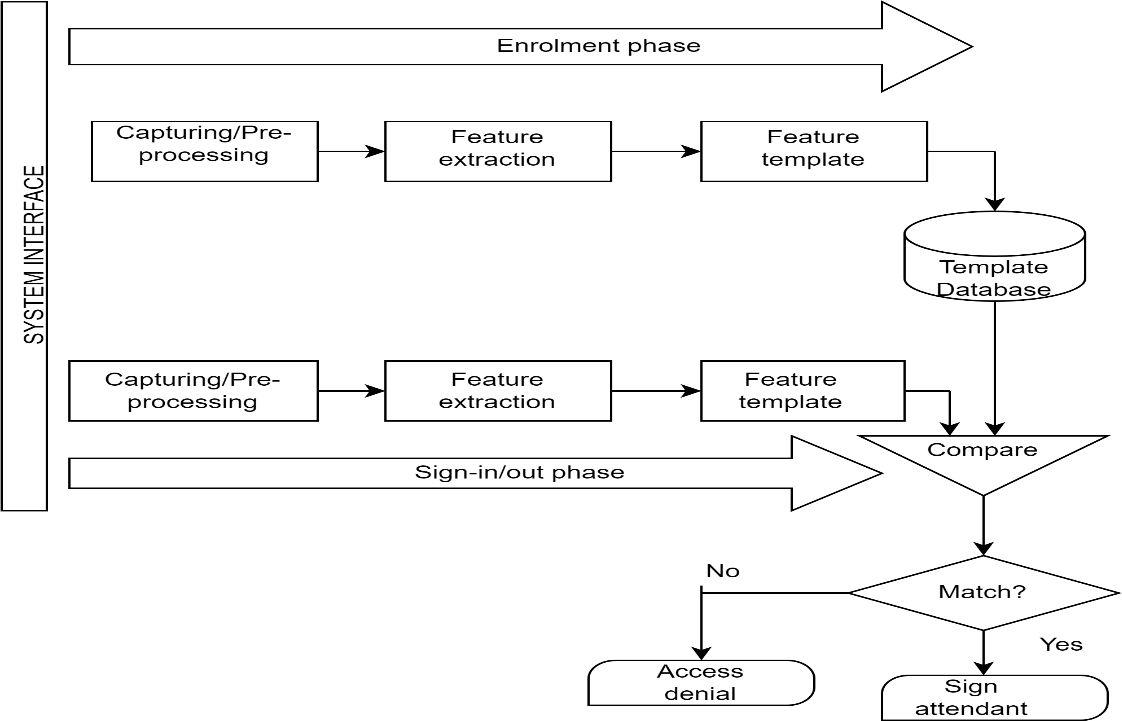 SYSTEM INTERFACE
Enrolment phase
Capturing/Pre-
processing
Feature
extraction
Feature
template
Template
Database
Capturing/Pre-
processing
Feature
extraction
Feature
template
Compare
Sign-in/out phase
No
Match?
Yes
Access
denial
Sign
attendant